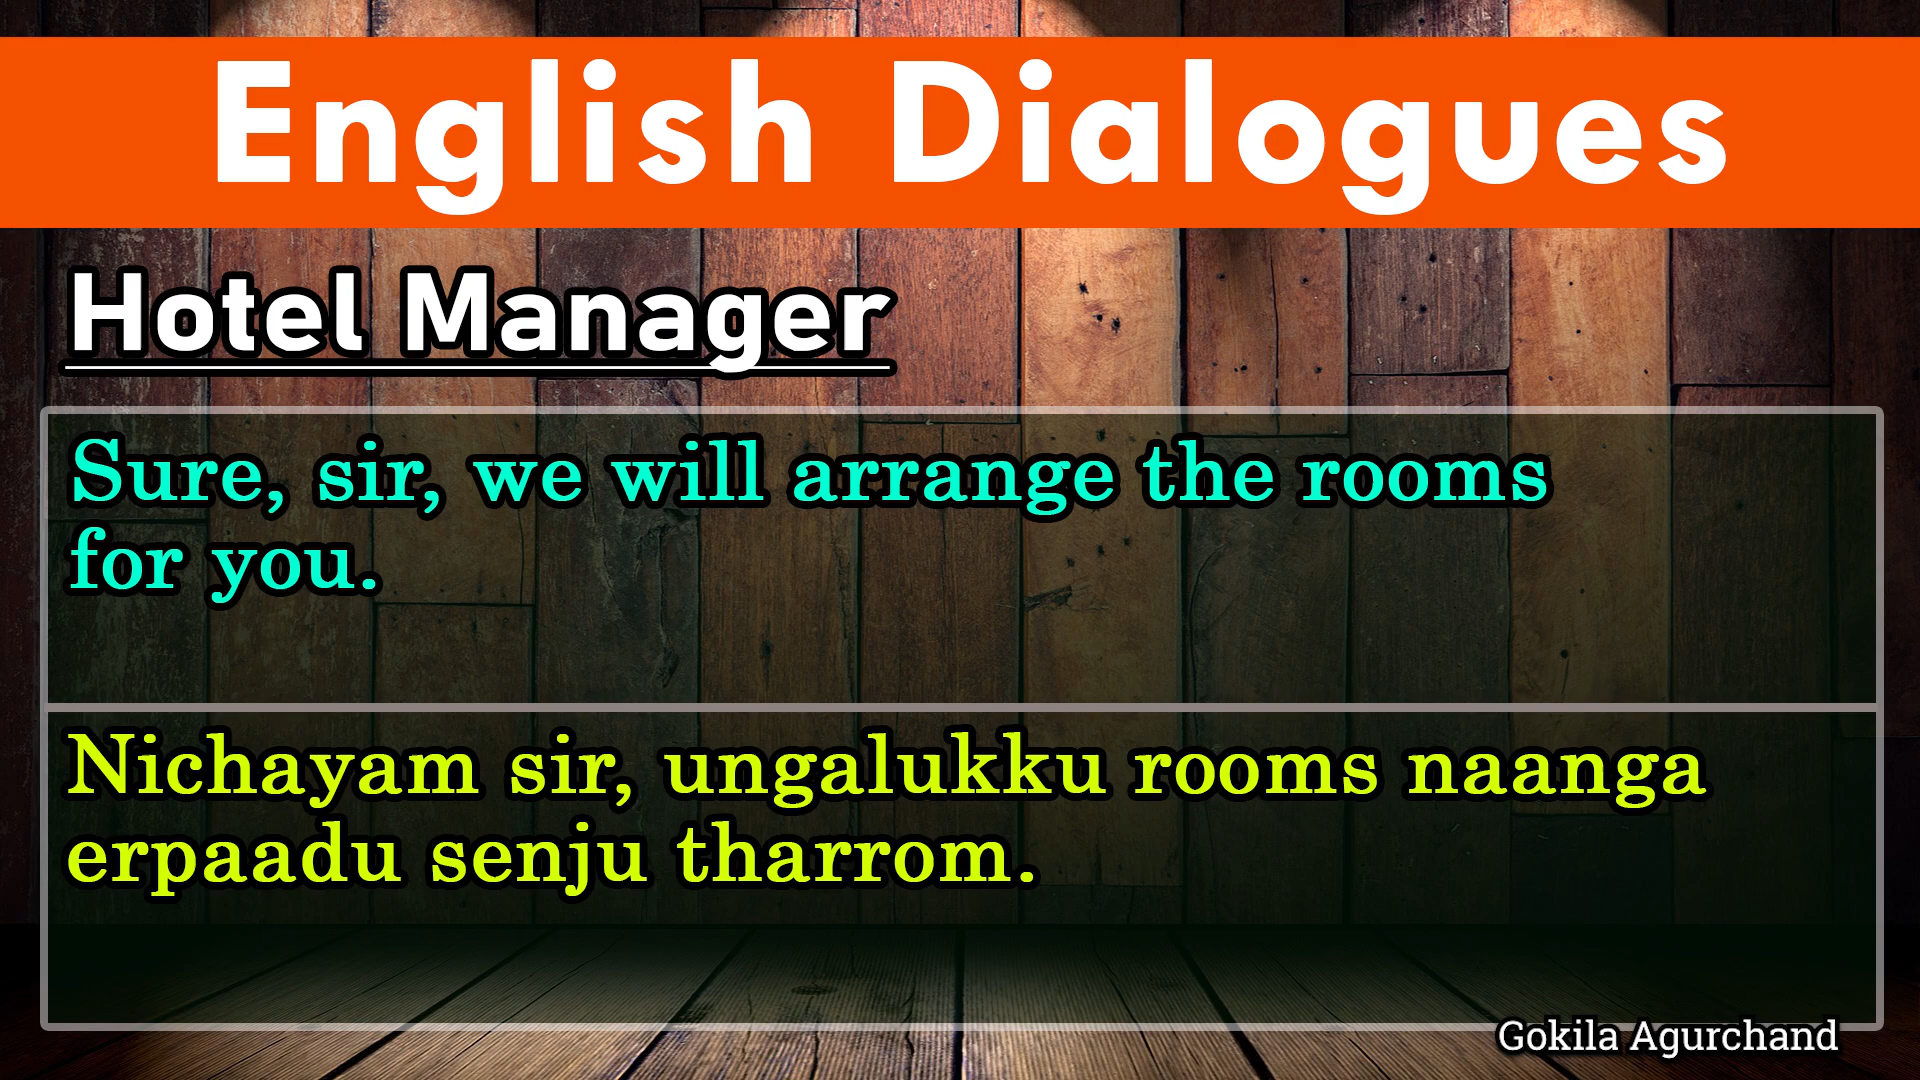 English Dialogues
Hotel Manager
Sure, sir, we will arrange the rooms
for you.
Nichayam sir, ungalukku rooms naanga
erpaadu senju tharrom.
Gokila Agurchand